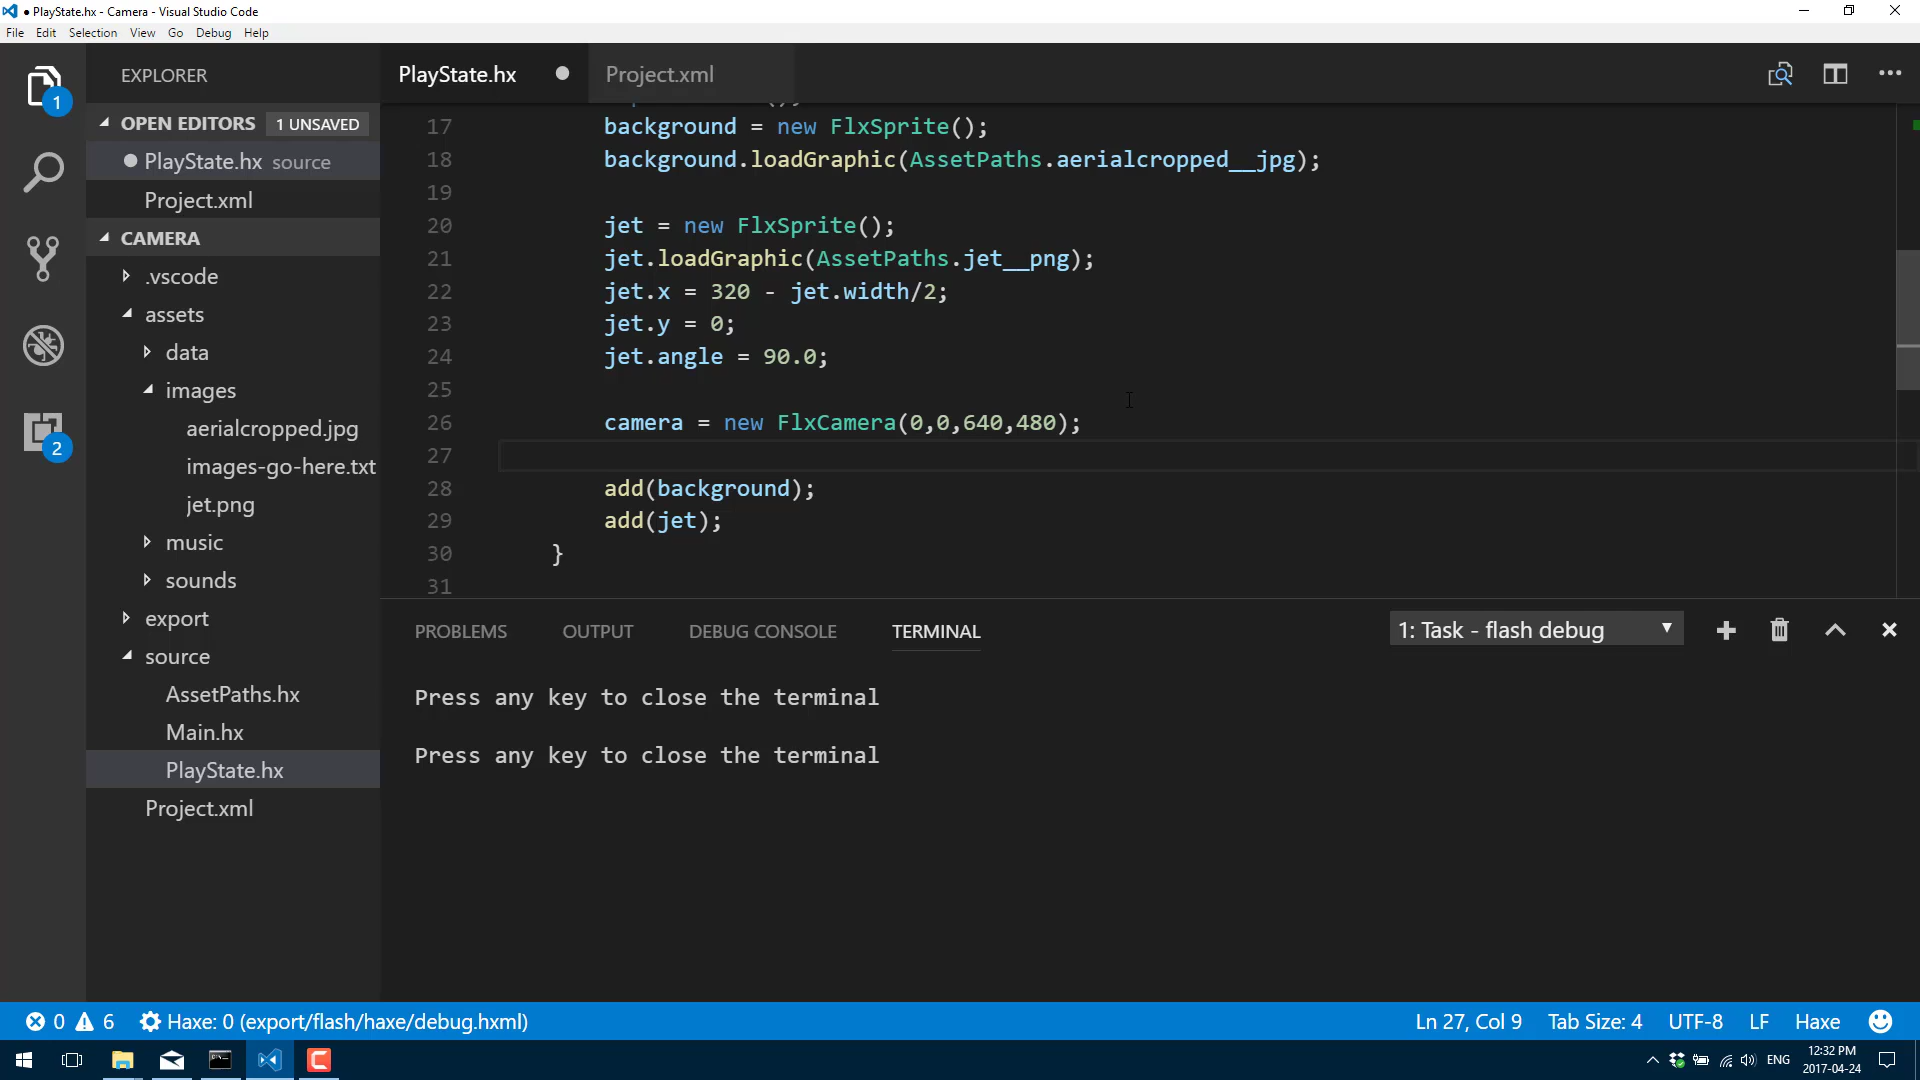 PlayState.hx - Camera - Visual Studio Code
File Edit Selection View Go Debug Help
EXPLORER
PlayState.hx
Project.xml
1
OPEN EDITORS 1 UNSAVED
PlayState.hx source
Project.xml
CAMERA
.vscode
assets
data
images
aerialcropped.jpg
images-go-here.txt
jet.png
music
sounds
export
source
AssetPaths.hx
Main.hx
PlayState.hx
Project.xml
2
17 background = new FlxSprite();
18 background.loadGraphic(AssetPaths.aerialcropped__jpg);
19
20 jet = new FlxSprite();
21 jet.loadGraphic(AssetPaths.jet__png);
22 jet.x = 320 - jet.width/2;
23 jet.y = 0;
24 jet.angle = 90.0;
25
26 camera = new FlxCamera(0,0,640,480);
27
28 add(background);
29 add(jet);
30 }
31
PROBLEMS OUTPUT DEBUG CONSOLE TERMINAL
1: Task - flash debug
Press any key to close the terminal
Press any key to close the terminal
0 6 Haxe: 0 (export/flash/haxe/debug.hxml)
Ln 27, Col 9 Tab Size: 4 UTF-8 LF Haxe
ENG
12:32 PM
2017-04-24